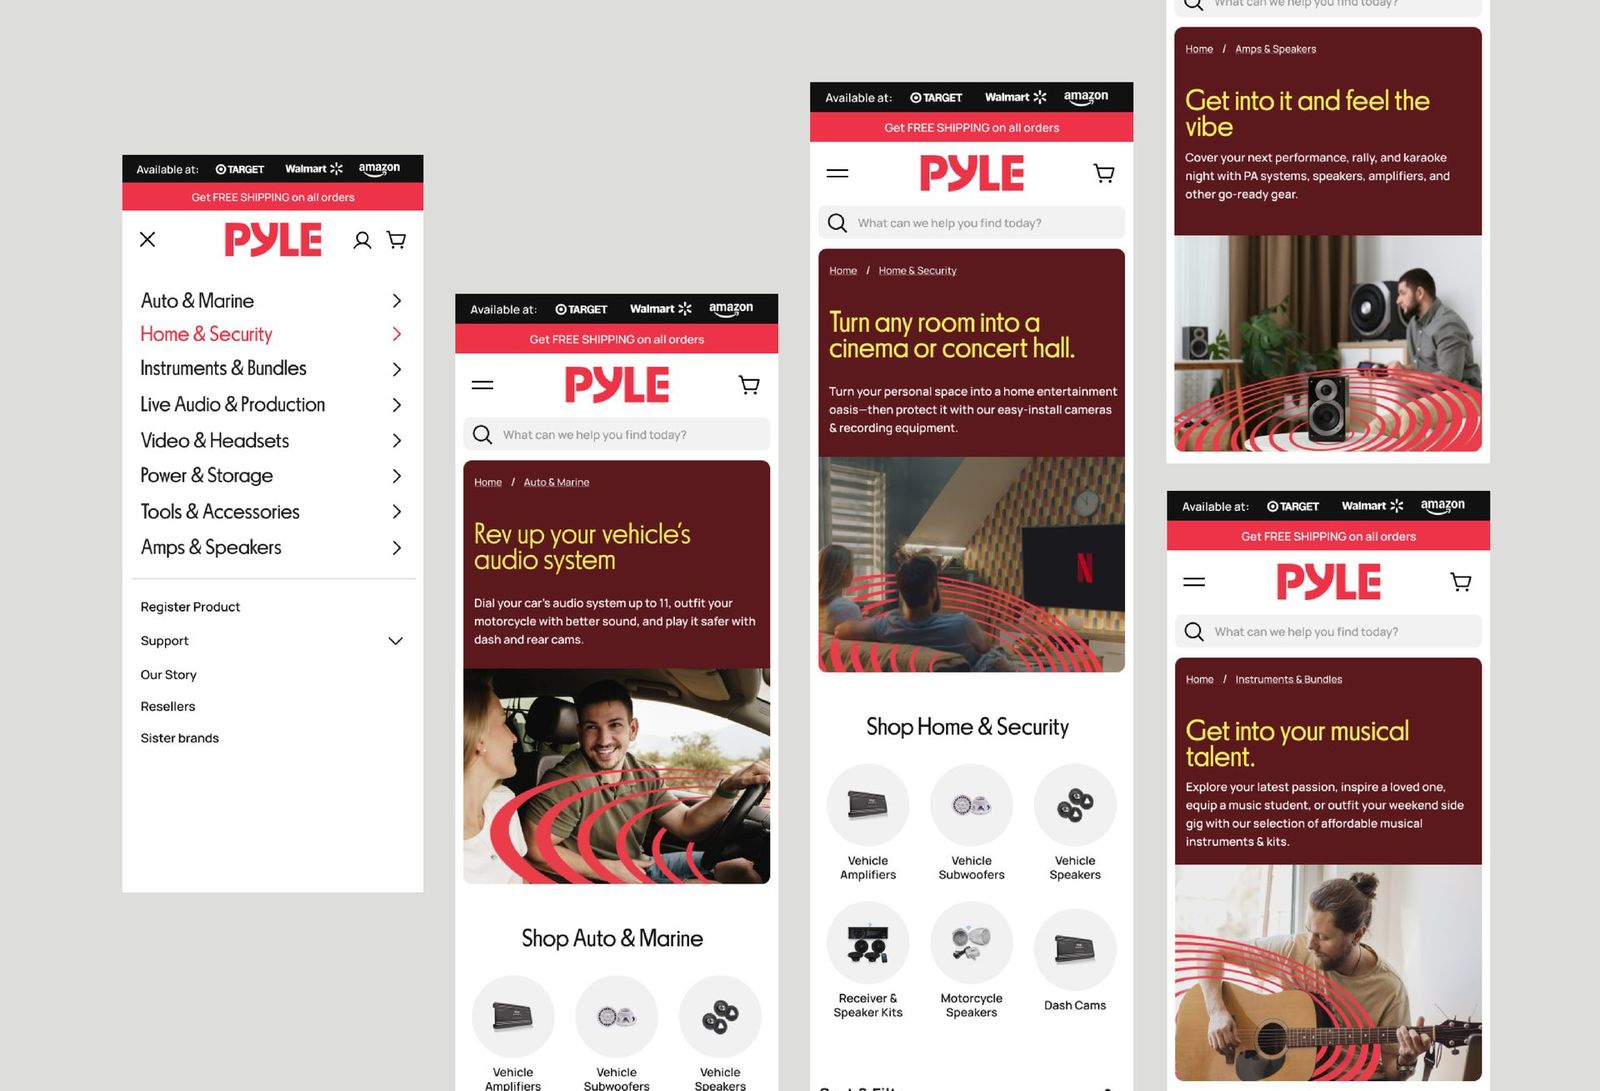 Available at: TARGET Walmart amazon
Get FREE SHIPPING on all orders
PYLE
Auto & Marine
Home & Security
Instruments & Bundles
Live Audio & Production
Video & Headsets
Power & Storage
Tools & Accessories
Amps & Speakers
Register Product
Support
Our Story
Resellers
Sister brands
Available at: TARGET Walmart amazon
Get FREE SHIPPING on all orders
PYLE
What can we help you find today?
Home / Auto & Marine
Rev up your vehicle's
audio system
Dial your car's audio system up to 11, outfit your
motorcycle with better sound, and play it safer with
dash and rear cams.
Shop Auto & Marine
Vehicle
Amplifiers
Vehicle
Subwoofers
Vehicle
Speakers
Available at: TARGET Walmart amazon
Get FREE SHIPPING on all orders
PYLE
What can we help you find today?
Home / Home & Security
Turn any room into a
cinema or concert hall.
Turn your personal space into a home entertainment
oasis—then protect it with our easy-install cameras
& recording equipment.
N
Shop Home & Security
Vehicle
Amplifiers
Vehicle
Subwoofers
Vehicle
Speakers
Receiver &
Speaker Kits
Motorcycle
Speakers
Dash Cams
What can we help you find today?
Home / Amps & Speakers
Get into it and feel the
vibe
Cover your next performance, rally, and karaoke
night with PA systems, speakers, amplifiers, and
other go-ready gear.
Available at: TARGET Walmart amazon
Get FREE SHIPPING on all orders
PYLE
What can we help you find today?
Home / Instruments & Bundles
Get into your musical
talent.
Explore your latest passion, inspire a loved one,
equip a music student, or outfit your weekend side
gig with our selection of affordable musical
instruments & kits.